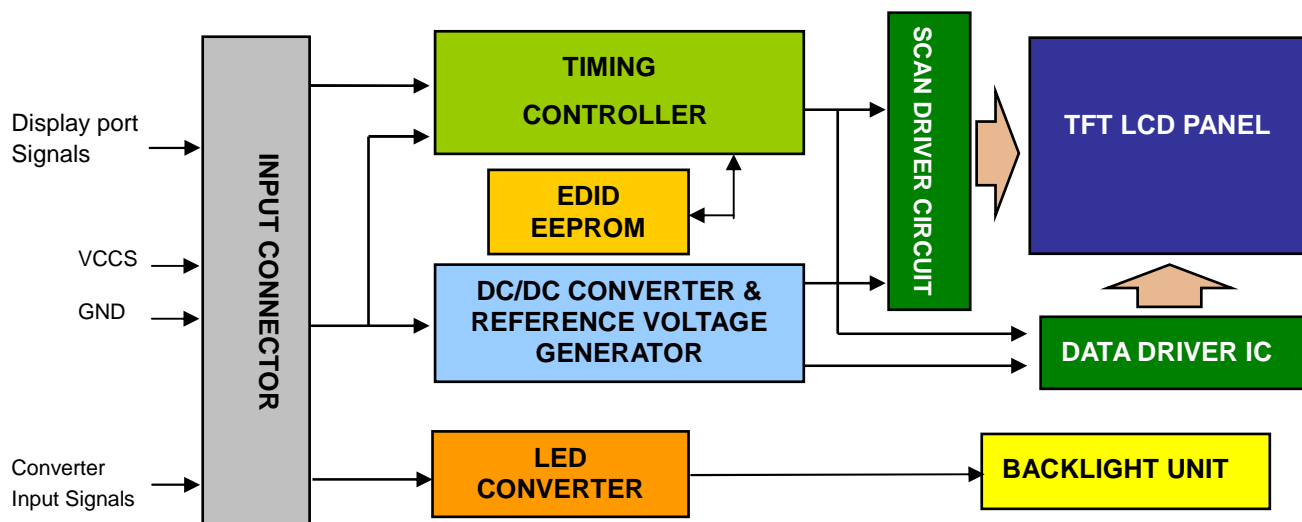 Display port
Signals
VCCS
GND
Converter
Input Signals
INPUT CONNECTOR
TIMING
CONTROLLER
EDID
EEPROM
DC/DC CONVERTER &
REFERENCE VOLTAGE
GENERATOR
LED
CONVERTER
SCAN DRIVER CIRCUIT
TFT LCD PANEL
DATA DRIVER IC
BACKLIGHT UNIT